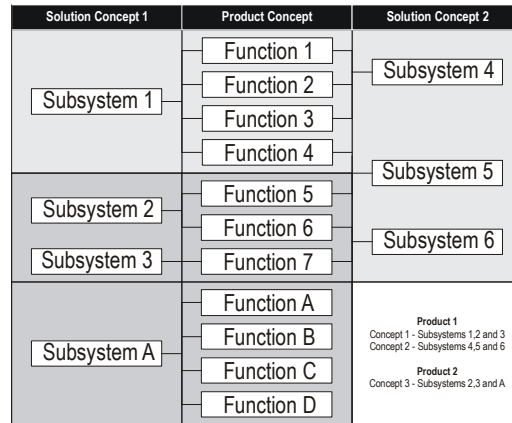 Solution Concept 1
Product Concept
Solution Concept 2
Subsystem 1
Function 1
Function 2
Function 3
Function 4
Subsystem 4
Subsystem 5
Subsystem 2
Subsystem 3
Function 5
Function 6
Function 7
Subsystem 6
Subsystem A
Function A
Function B
Function C
Function D
Product 1
Concept 1 - Subsystems 1,2 and 3
Concept 2 - Subsystems 4,5 and 6
Product 2
Concept 3 - Subsystems 2,3 and A